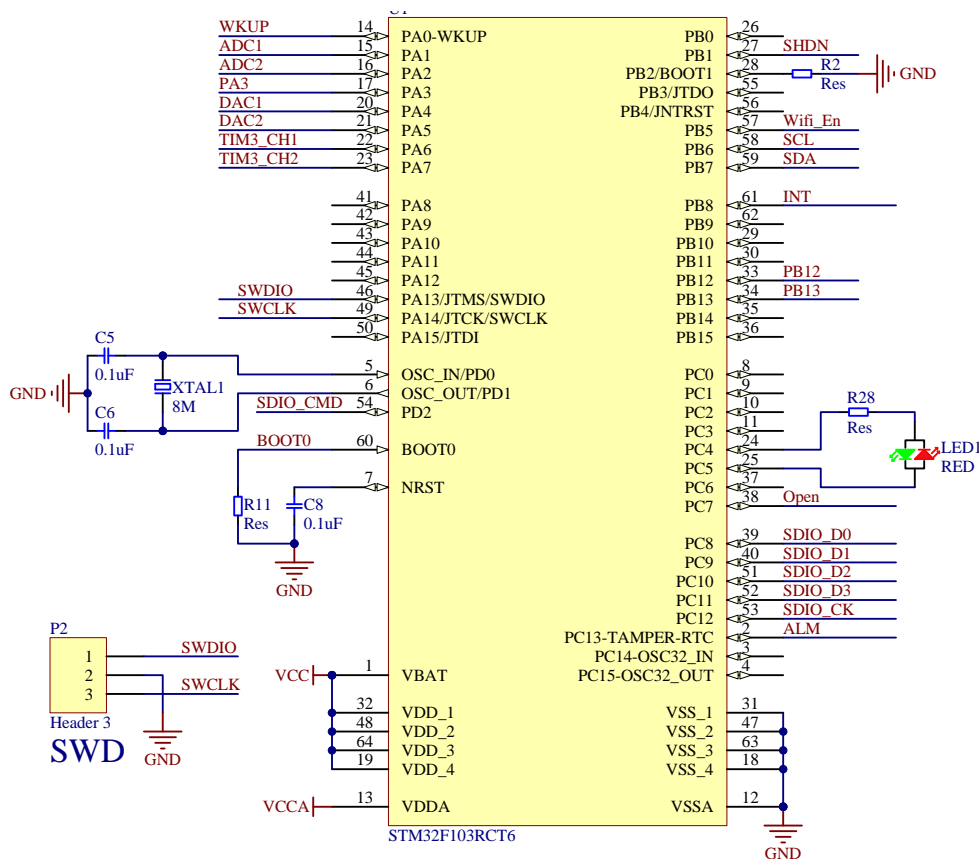 WKUP 14 PA0-WKUP PB0 26
ADC1 15 PA1 PB1 27 SHDN
ADC2 16 PA2 PB2/BOOT1 28 R2 Res GND
PA3 17 PA3 PB3/JTDO 55
DAC1 20 PA4 PB4/JNTRST 56
DAC2 21 PA5 PB5 57 Wifi_En
TIM3_CH1 22 PA6 PB6 58 SCL
TIM3_CH2 23 PA7 PB7 59 SDA
41 PA8 PB8 61 INT
42 PA9 PB9 62
43 PA10 PB10 29
44 PA11 PB11 30
45 PA12 PB12 33 PB12
SWDIO 46 PA13/JTMS/SWDIO PB13 34 PB13
SWCLK 49 PA14/JTCK/SWCLK PB14 35
50 PA15/JTDI PB15 36
C5
0.1uF
GND
XTAL1
8M
C6
0.1uF
5 OSC_IN/PD0 PC0 8
6 OSC_OUT/PD1 PC1 9
SDIO_CMD 54 PD2 PC2 10
PC3 11
BOOT0 60 BOOT0 PC4 24
PC5 25
7 NRST PC6 37
PC7 38 Open
R28
Res
LED1
RED
R11
Res
C8
0.1uF
GND
PC8 39 SDIO_D0
PC9 40 SDIO_D1
PC10 51 SDIO_D2
PC11 52 SDIO_D3
PC12 53 SDIO_CK
PC13-TAMPER-RTC 2 ALM
PC14-OSC32_IN 3
PC15-OSC32_OUT 4
P2
1 SWDIO
2
3 SWCLK
Header 3
SWD
GND
VCC 1 VBAT
32 VDD_1 VSS_1 31
48 VDD_2 VSS_2 47
64 VDD_3 VSS_3 63
19 VDD_4 VSS_4 18
VCCA 13 VDDA VSSA 12
STM32F103RCT6
GND